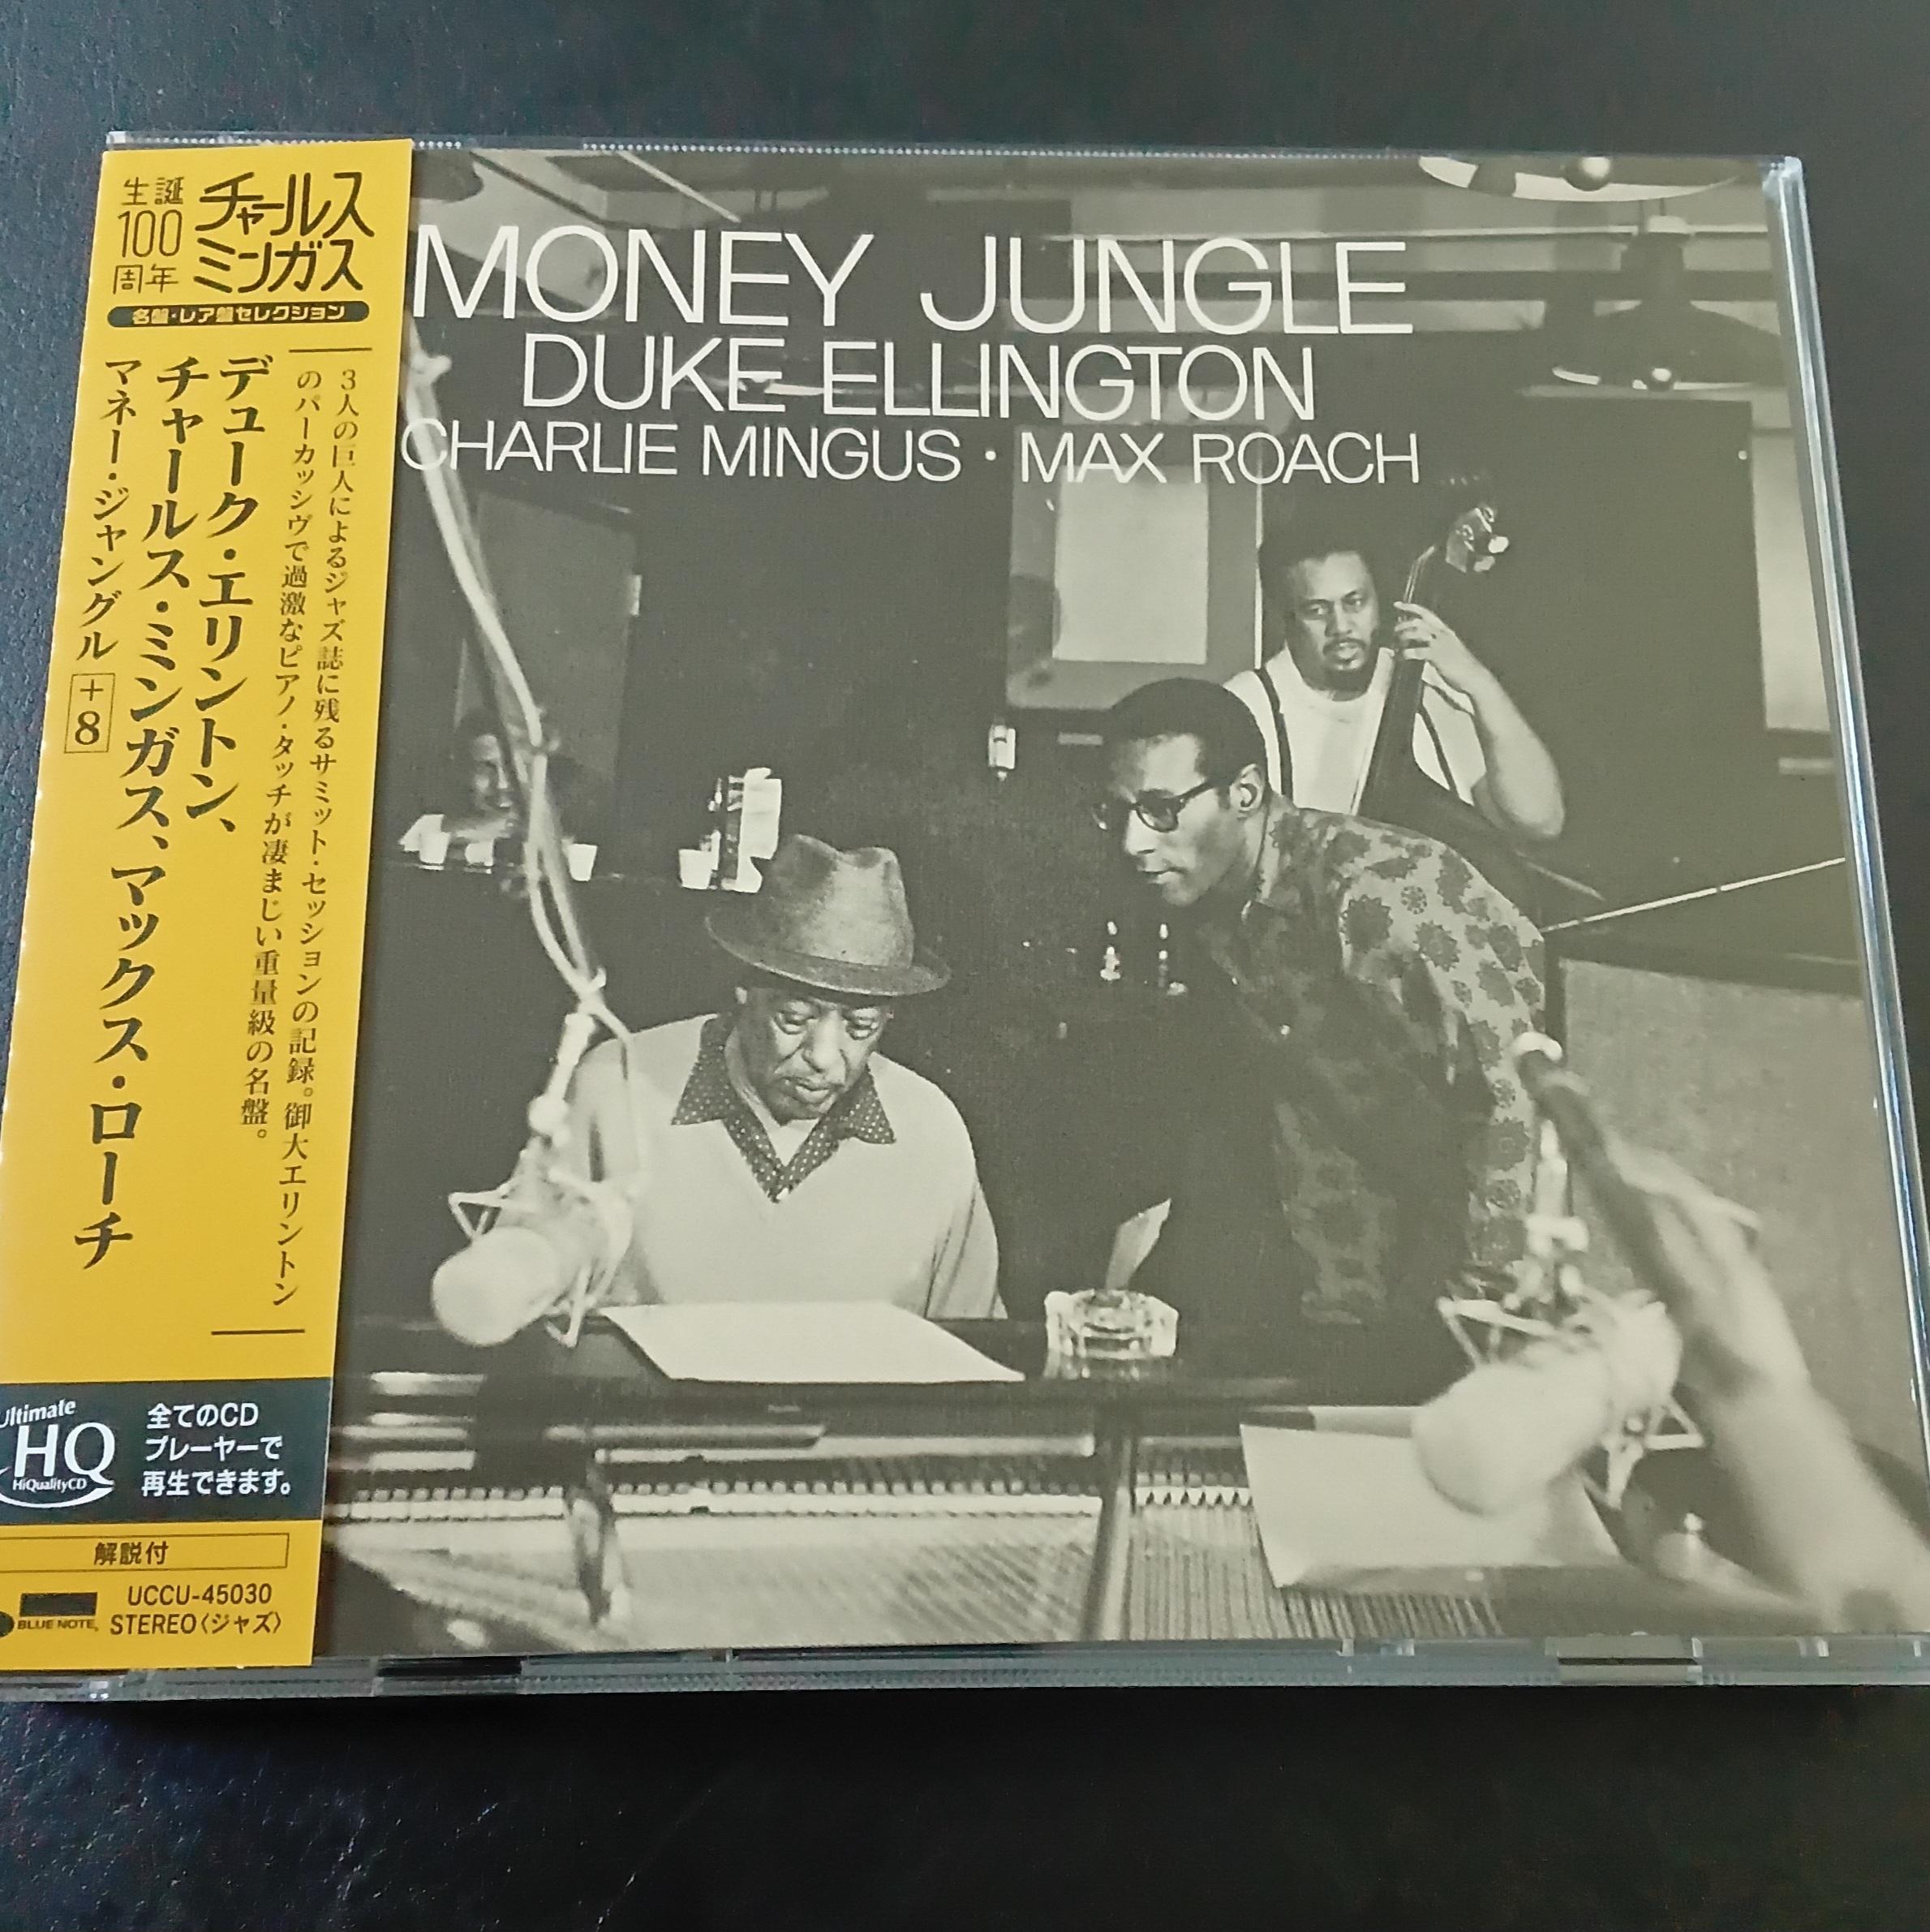 生誕
100
周年
チャールス
ミンガス
名盤・レア盤セレクション
3人の巨人によるジャズ誌に残るサミット・セッションの記録。御大エリントン
のパーカッシヴで過激なピアノ・タッチが凄まじい重量級の名盤。
デューク・エリントン、
チャールス・ミンガス、マックス・ローチ
マネー・ジャングル+8
Ultimate
HQ
HiQualityCD
全てのCD
プレーヤーで
再生できます。
解説付
BLUE NOTE
UCCU-45030
STEREO〈ジャズ〉
MONEY JUNGLE
DUKE ELLINGTON
CHARLIE MINGUS · MAX ROACH